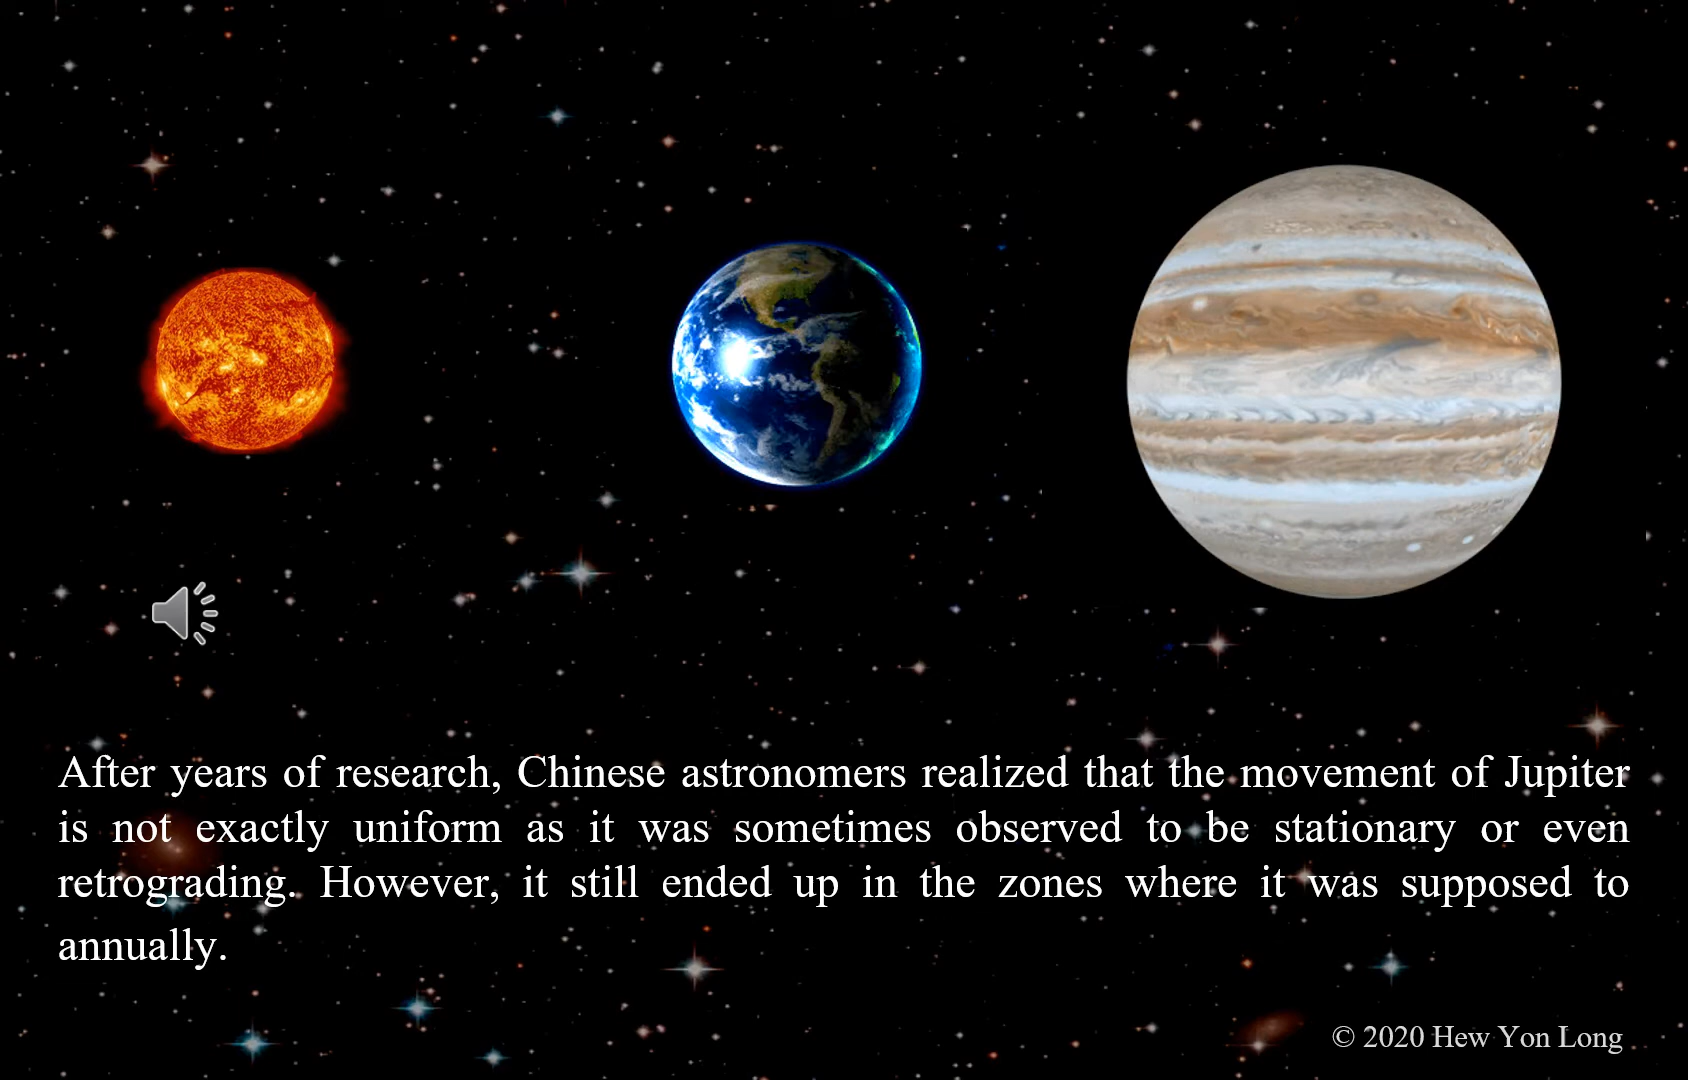 After years of research, Chinese astronomers realized that the movement of Jupiter
is not exactly uniform as it was sometimes observed to be stationary or even
retrograding. However, it still ended up in the zones where it was supposed to
annually.
© 2020 Hew Yon Long